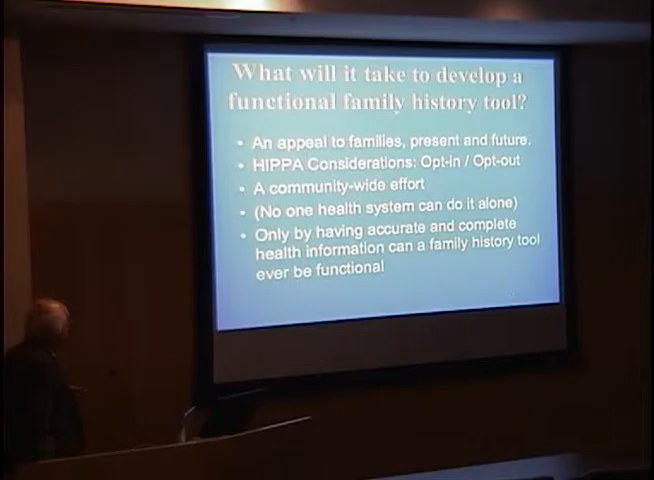 What will it take to develop a
functional family history tool?
• An appeal to families, present and future.
• HIPPA Considerations: Opt-in / Opt-out
• A community-wide effort
• (No one health system can do it alone)
• Only by having accurate and complete
health information can a family history tool
ever be functional